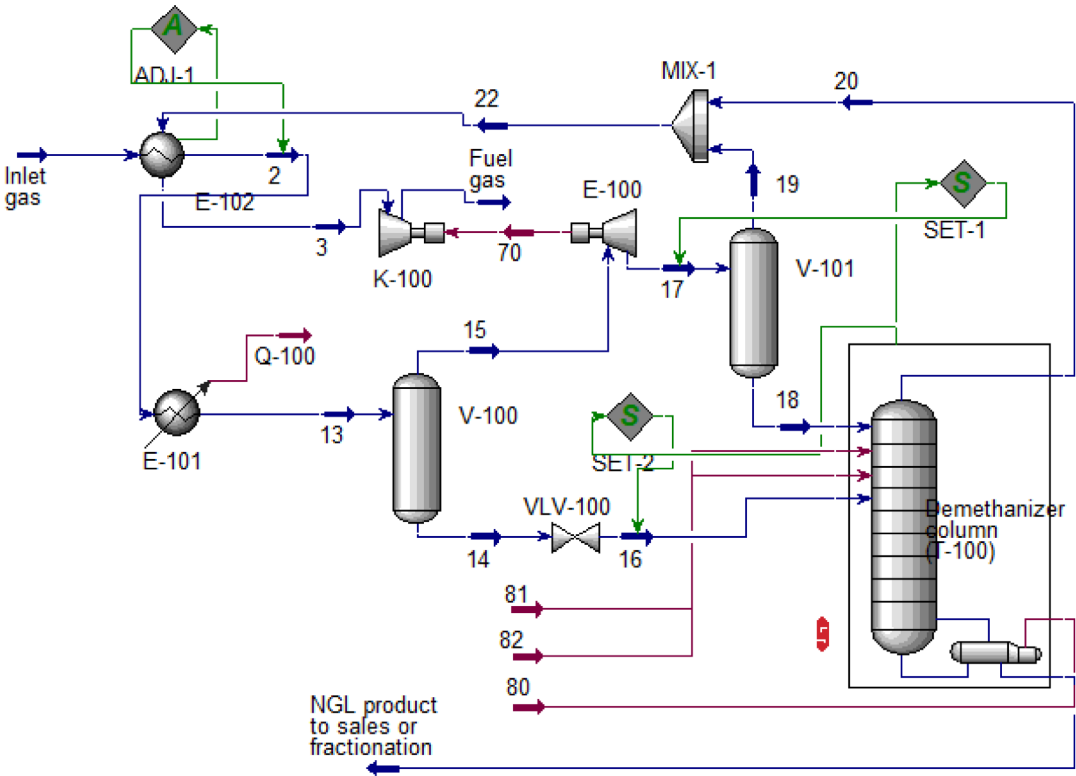 A
ADJ-1
22
MIX-1
20
Inlet
gas
2
E-102
Fuel
gas
E-100
19
S
SET-1
3
K-100
70
17
V-101
15
Q-100
13
E-101
V-100
18
S
SET-2
VLV-100
14
16
Demethanizer
column
(T-100)
81
82
80
NGL product
to sales or
fractionation